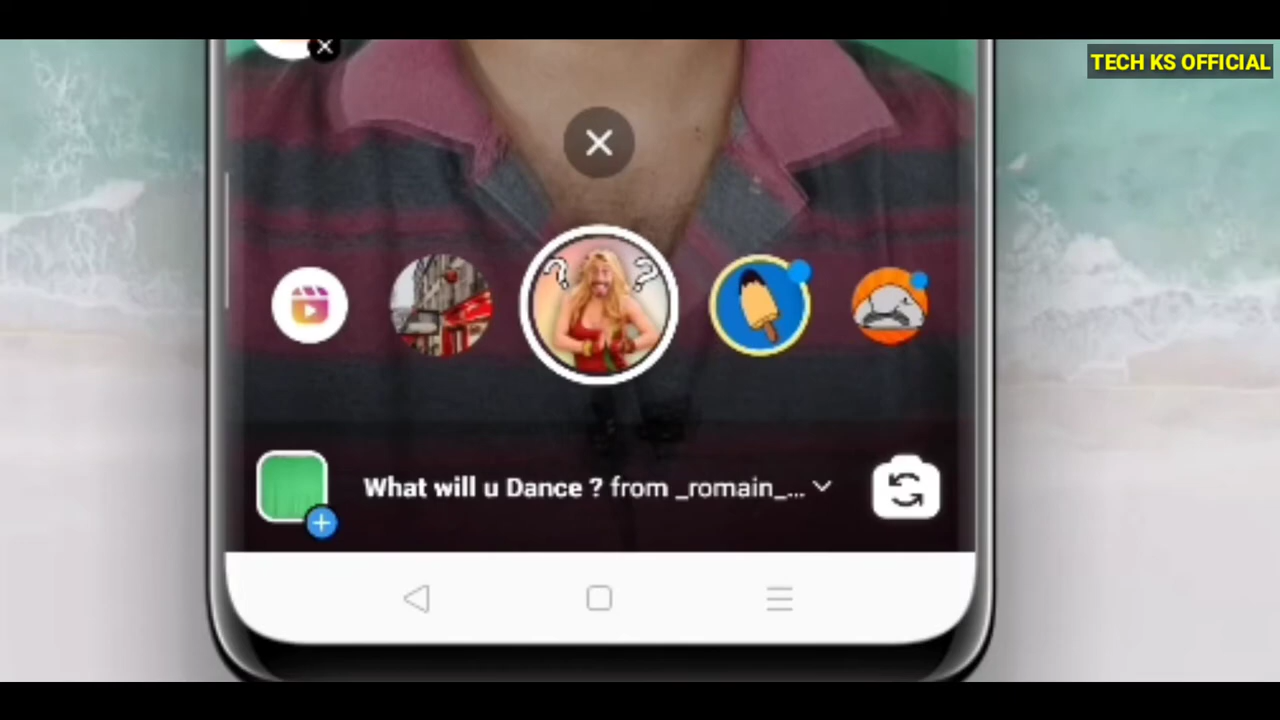 TECH KS OFFICIAL
? ?
What will u Dance ? from _romain_...